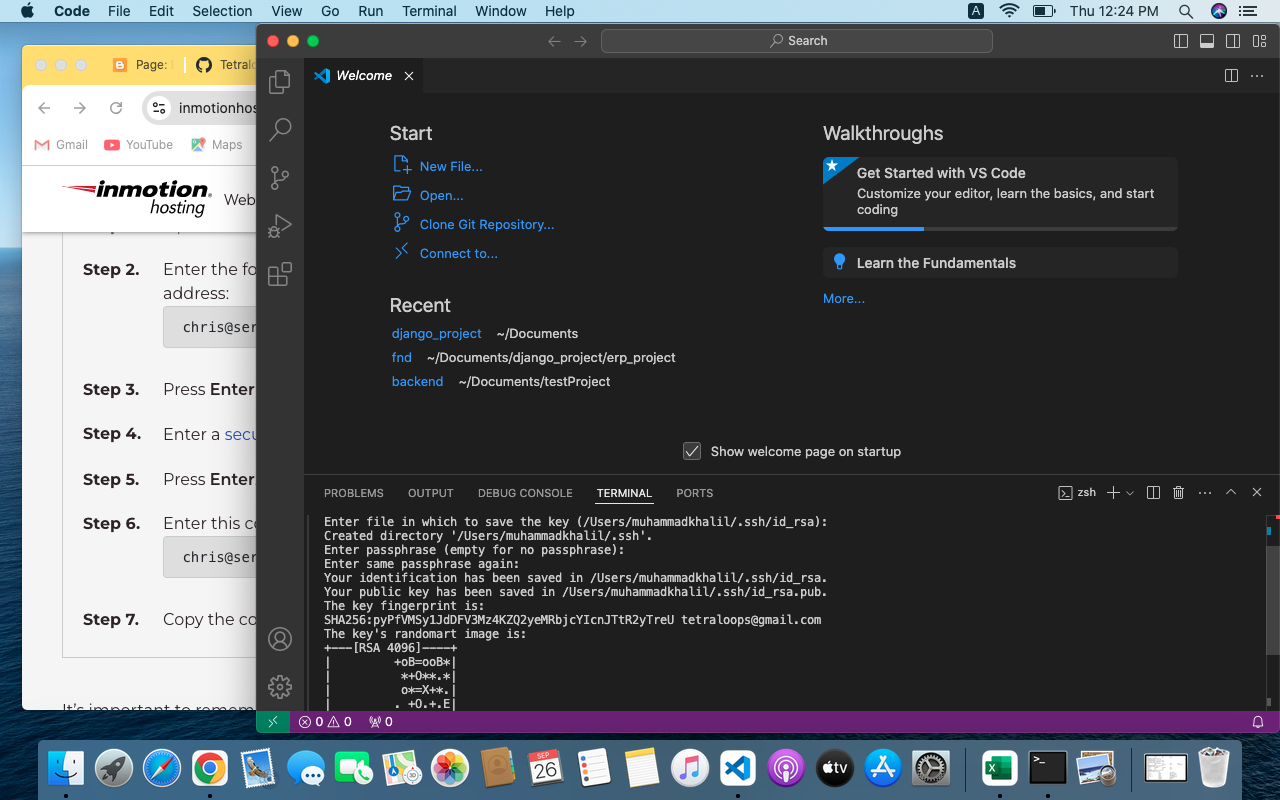 Code File Edit Selection View Go Run Terminal Window Help
A Thu 12:24 PM
Page:
Tetral
inmotionhos
Gmail YouTube Maps
inmotion
hosting
Web
Step 2. Enter the fo
address:
chris@ser
Step 3. Press Enter
Step 4. Enter a secu
Step 5. Press Enter
Step 6. Enter this co
chris@ser
Step 7. Copy the co
It's important to remem
Search
Welcome
Start
New File...
Open...
Clone Git Repository...
Connect to...
Recent
django_project ~/Documents
fnd ~/Documents/django_project/erp_project
backend ~/Documents/testProject
Walkthroughs
Get Started with VS Code
Customize your editor, learn the basics, and start
coding
Learn the Fundamentals
More...
Show welcome page on startup
PROBLEMS OUTPUT DEBUG CONSOLE TERMINAL PORTS
zsh
Enter file in which to save the key (/Users/muhammadkhalil/.ssh/id_rsa):
Created directory '/Users/muhammadkhalil/.ssh'.
Enter passphrase (empty for no passphrase):
Enter same passphrase again:
Your identification has been saved in /Users/muhammadkhalil/.ssh/id_rsa.
Your public key has been saved in /Users/muhammadkhalil/.ssh/id_rsa.pub.
The key fingerprint is:
SHA256:pyPfVMSy1JdDFV3Mz4KZQ2yeMRbjcYIcnJTtR2yTreU tetraloops@gmail.com
The key's randomart image is:
+---[RSA 4096]----+
|         +oB=ooB*|
|          *+O**.*|
|          o*=X+*.|
|         . +O.+.E|
0 0 0
SEP
26
3D
tv